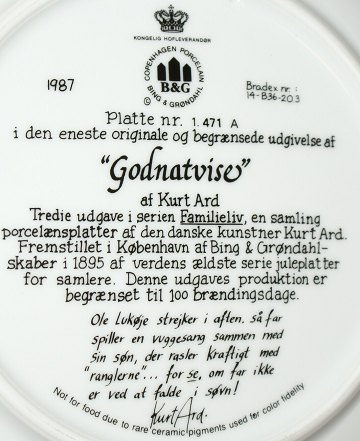 KONGELIG HOFLEVERANDØR
COPENHAGEN PORCELAIN
B&G
© BING & GRØNDAHL
1987
Bradex nr.:
14-B36-20.3
Platte nr. 1.471 A
i den eneste originale og begrænsede udgivelse af
"Godnatvise"
af Kurt Ard
Tredie udgave i serien Familieliv, en samling
porcelænsplatter af den danske kunstner Kurt Ard.
Fremstillet i København af Bing & Grøndahl-
skaber i 1895 af verdens ældste serie juleplatter
for samlere. Denne udgaves produktion er
begrænset til 100 brændingsdage.
Ole Lukøje strejker i aften. så far
spiller en vuggesang sammen med
sin søn, der rasler kraftigt med
"ranglerne"... for se, om far ikke
er ved at falde i søvn!
Kurt Ard.
Not for food due to rare ceramic pigments used for color fidelity